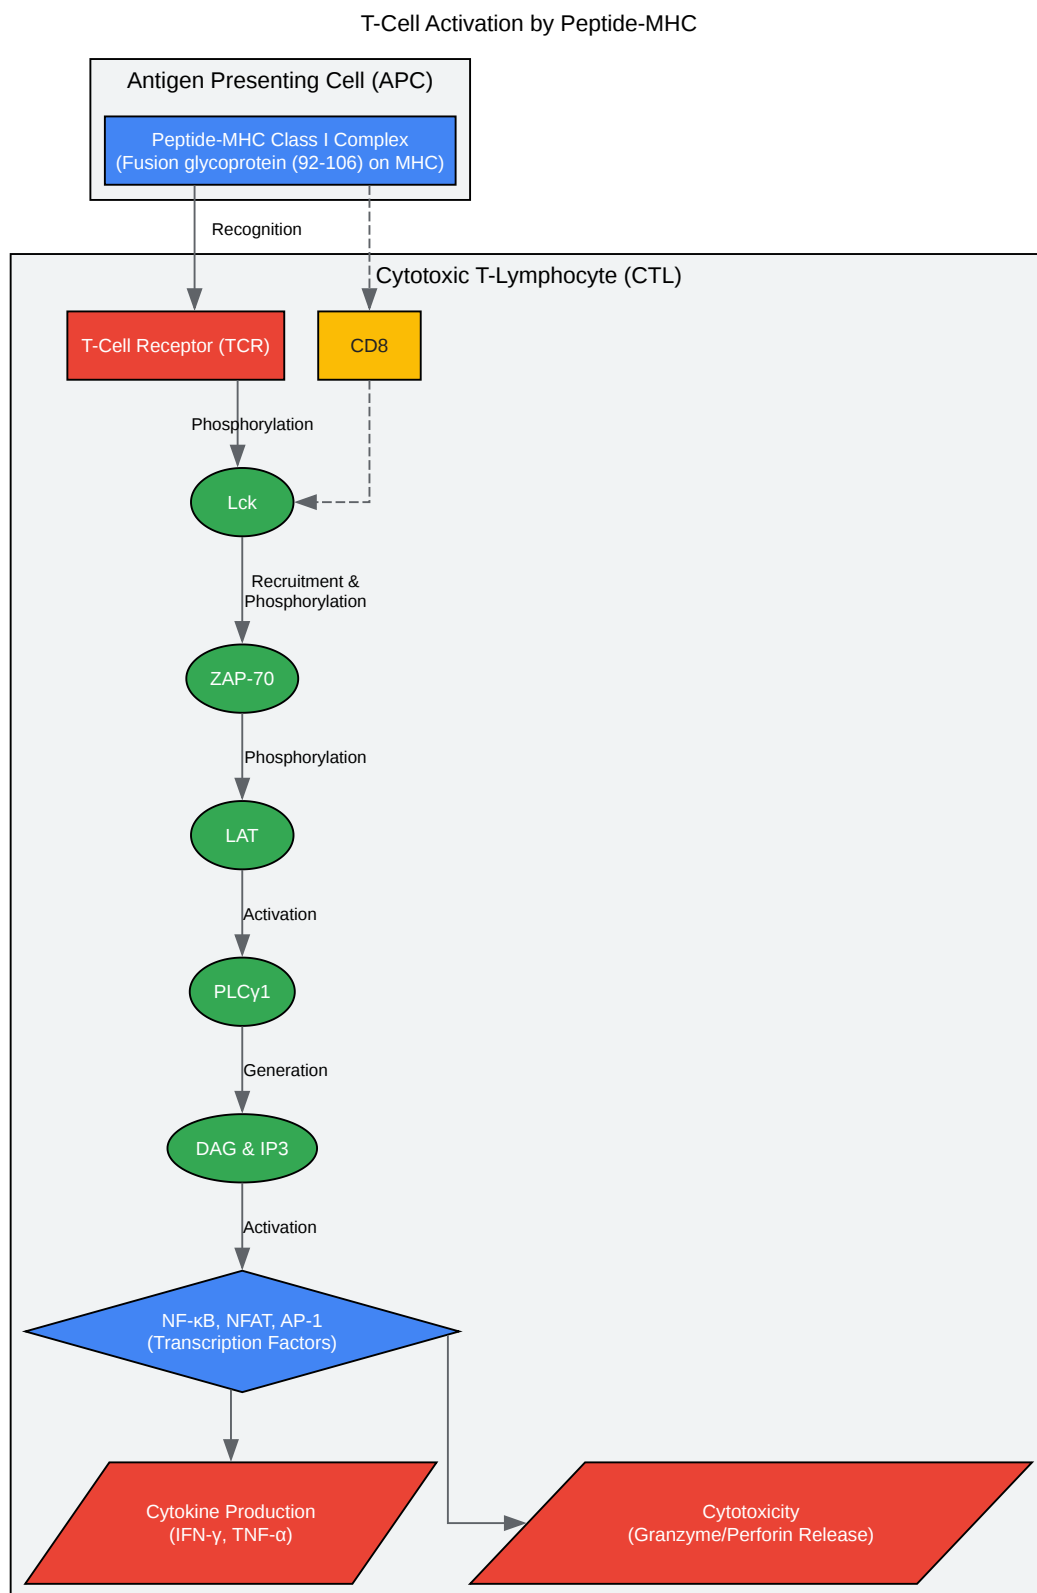 T-Cell Activation by Peptide-MHC
Antigen Presenting Cell (APC)
Peptide-MHC Class I Complex
(Fusion glycoprotein (92-106) on MHC)
Recognition
Cytotoxic T-Lymphocyte (CTL)
T-Cell Receptor (TCR)
CD8
Phosphorylation
Lck
Recruitment &
Phosphorylation
ZAP-70
Phosphorylation
LAT
Activation
PLCγ1
Generation
DAG & IP3
Activation
NF-κB, NFAT, AP-1
(Transcription Factors)
Cytokine Production
(IFN-γ, TNF-α)
Cytotoxicity
(Granzyme/Perforin Release)